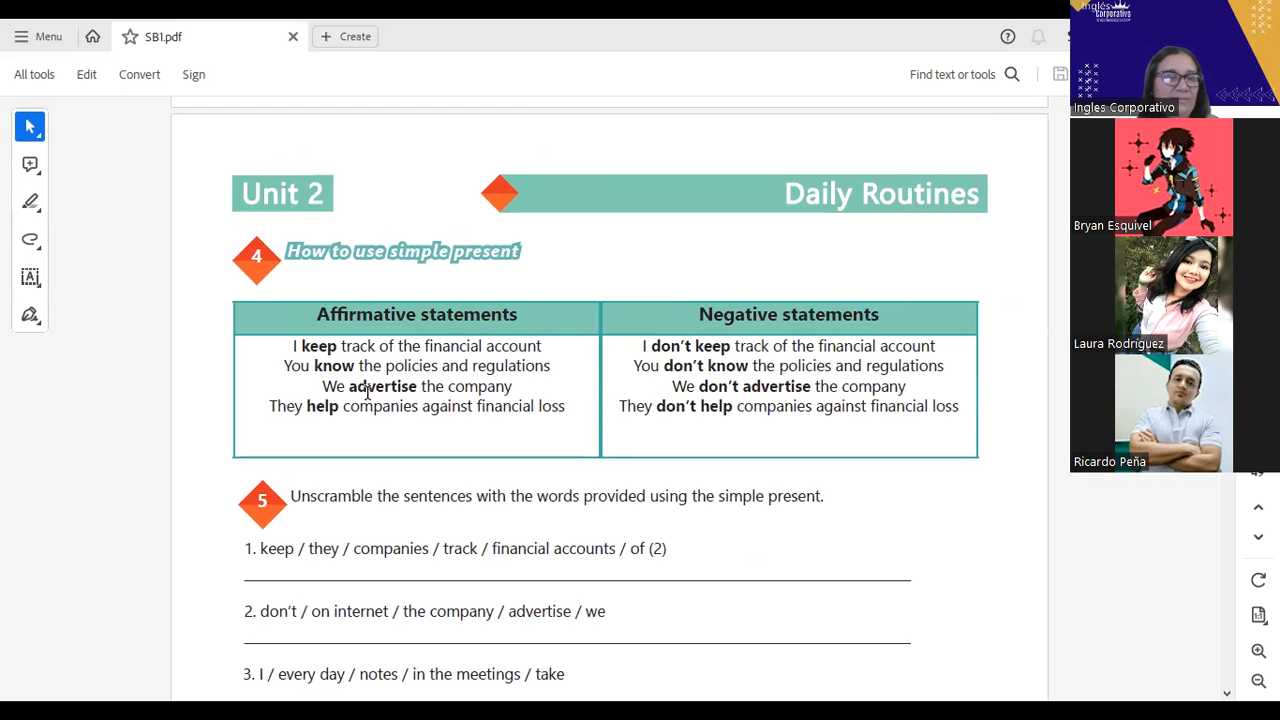 Menu
SB1.pdf
Create
All tools
Edit
Convert
Sign
Find text or tools
Unit 2
Daily Routines
4
How to use simple present
Affirmative statements
Negative statements
I keep track of the financial account
You know the policies and regulations
We advertise the company
They help companies against financial loss
I don't keep track of the financial account
You don't know the policies and regulations
We don't advertise the company
They don't help companies against financial loss
5
Unscramble the sentences with the words provided using the simple present.
1. keep / they / companies / track / financial accounts / of (2)
2. don't / on internet / the company / advertise / we
3. I / every day / notes / in the meetings / take
Inglés
Corporativo
Ingles Corporativo
Bryan Esquivel
Laura Rodríguez
Ricardo Peña